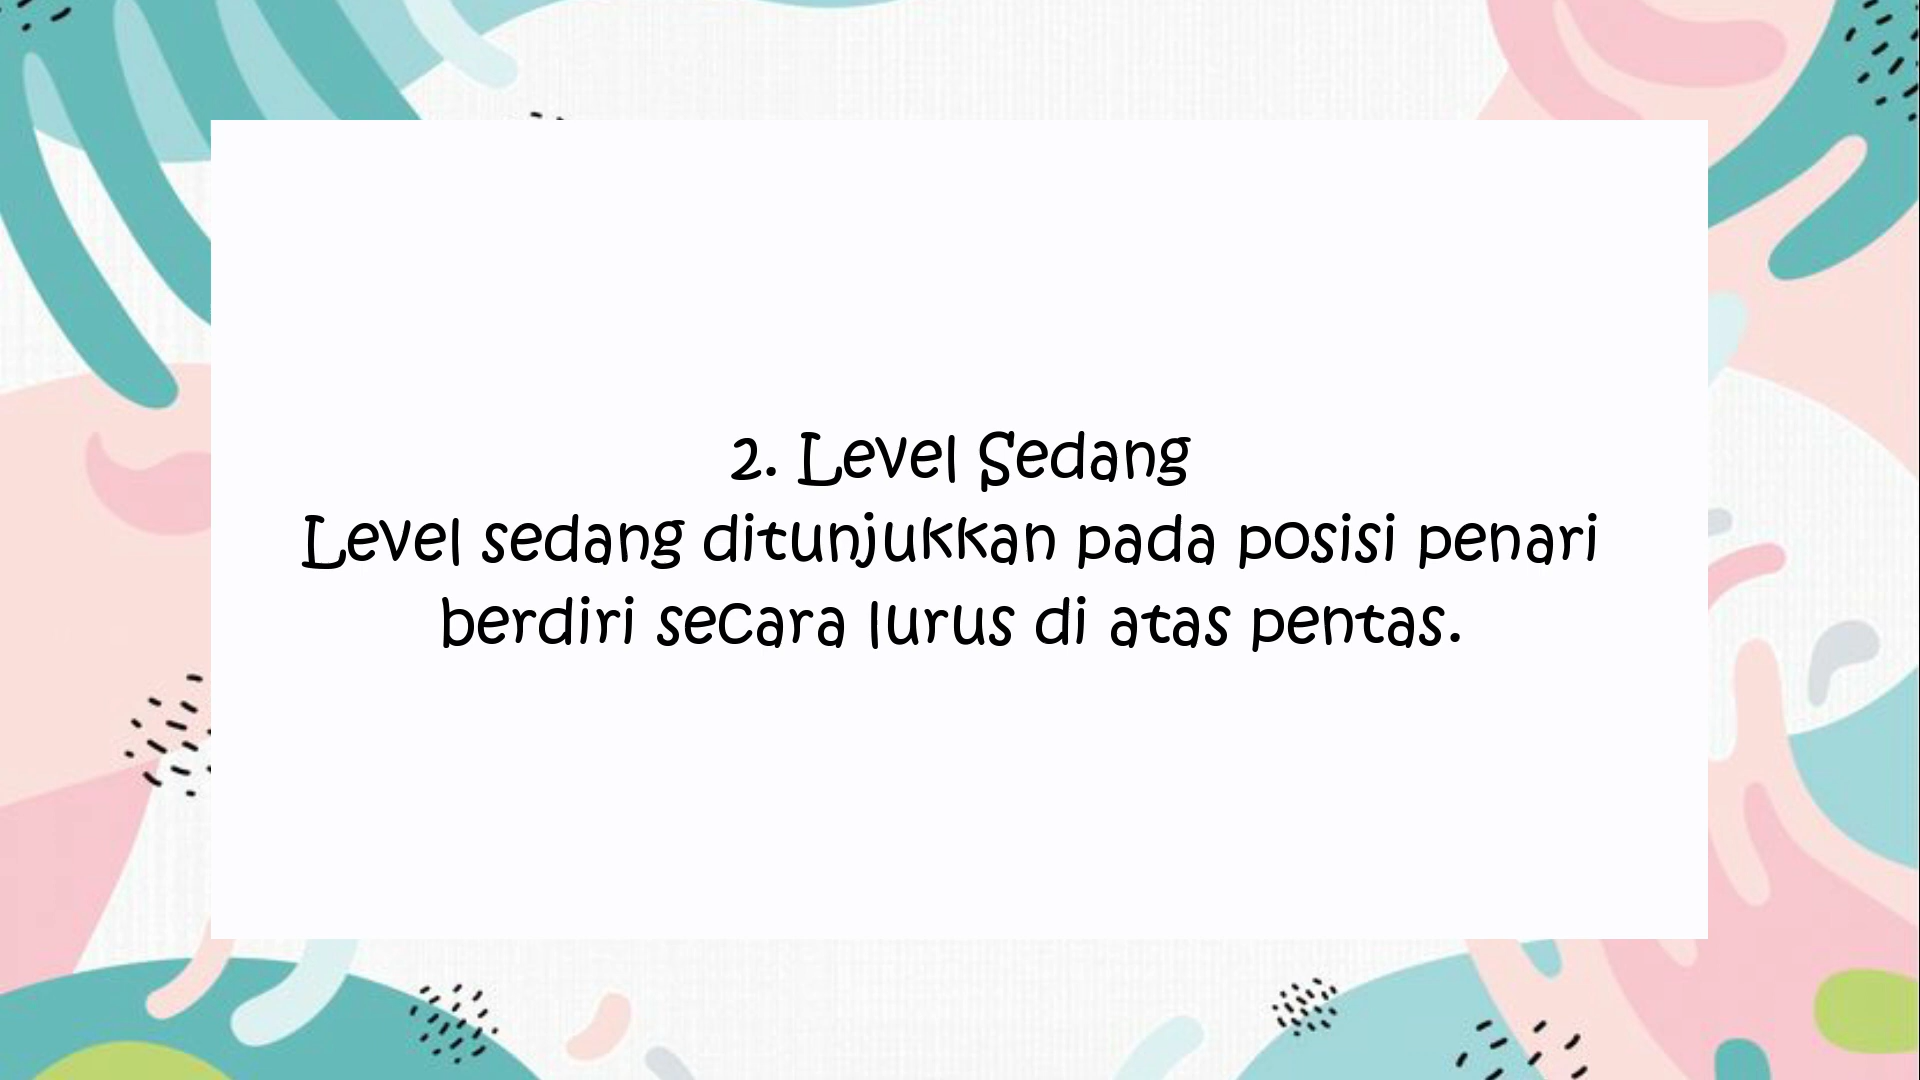 2. Level Sedang
Level sedang ditunjukkan pada posisi penari
berdiri secara lurus di atas pentas.